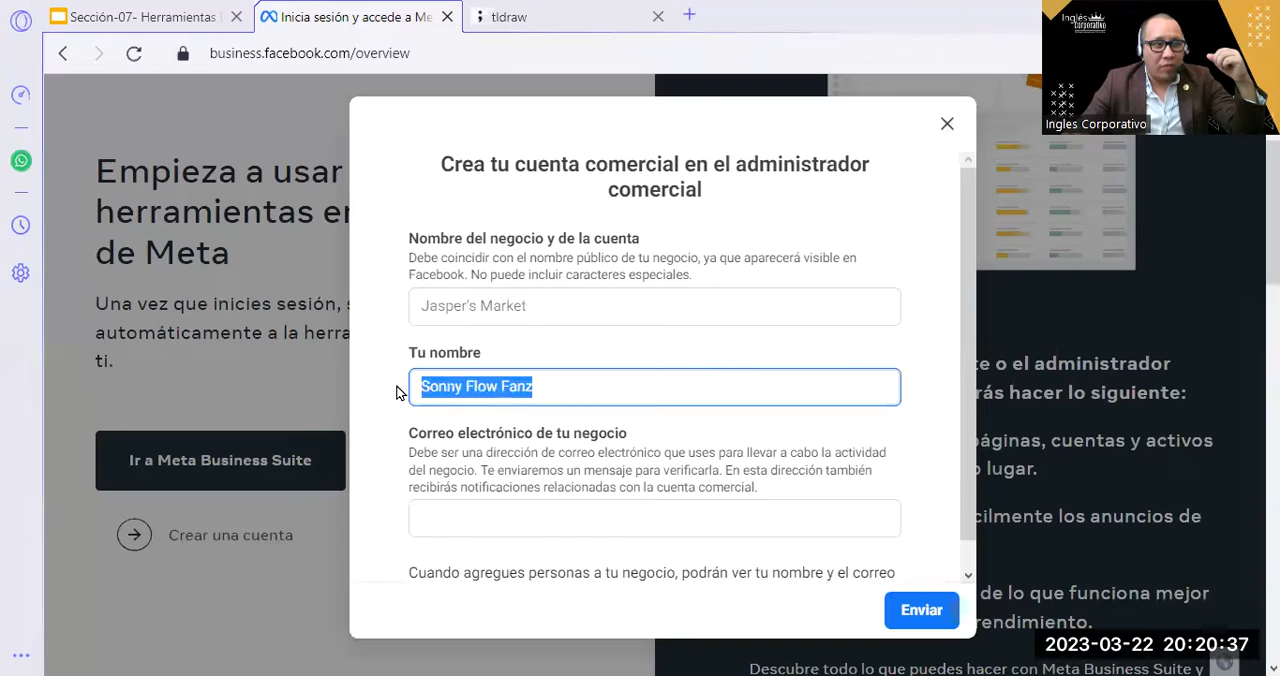 Sección-07- Herramientas
Inicia sesión y accede a Me
tldraw
business.facebook.com/overview
Inglés
Corporativo
Ingles Corporativo
Empieza a usar
herramientas en
de Meta
Una vez que inicies sesión, s
automáticamente a la herra
ti.
Ir a Meta Business Suite
Crear una cuenta
Crea tu cuenta comercial en el administrador
comercial
Nombre del negocio y de la cuenta
Debe coincidir con el nombre público de tu negocio, ya que aparecerá visible en
Facebook. No puede incluir caracteres especiales.
Jasper's Market
Tu nombre
Sonny Flow Fanz
Correo electrónico de tu negocio
Debe ser una dirección de correo electrónico que uses para llevar a cabo la actividad
del negocio. Te enviaremos un mensaje para verificarla. En esta dirección también
recibirás notificaciones relacionadas con la cuenta comercial.
Cuando agregues personas a tu negocio, podrán ver tu nombre y el correo
Enviar
e o el administrador
rás hacer lo siguiente:
páginas, cuentas y activos
o lugar.
cilmente los anuncios de
de lo que funciona mejor
rendimiento.
2023-03-22 20:20:37
Descubre todo lo que puedes hacer con Meta Business Suite y